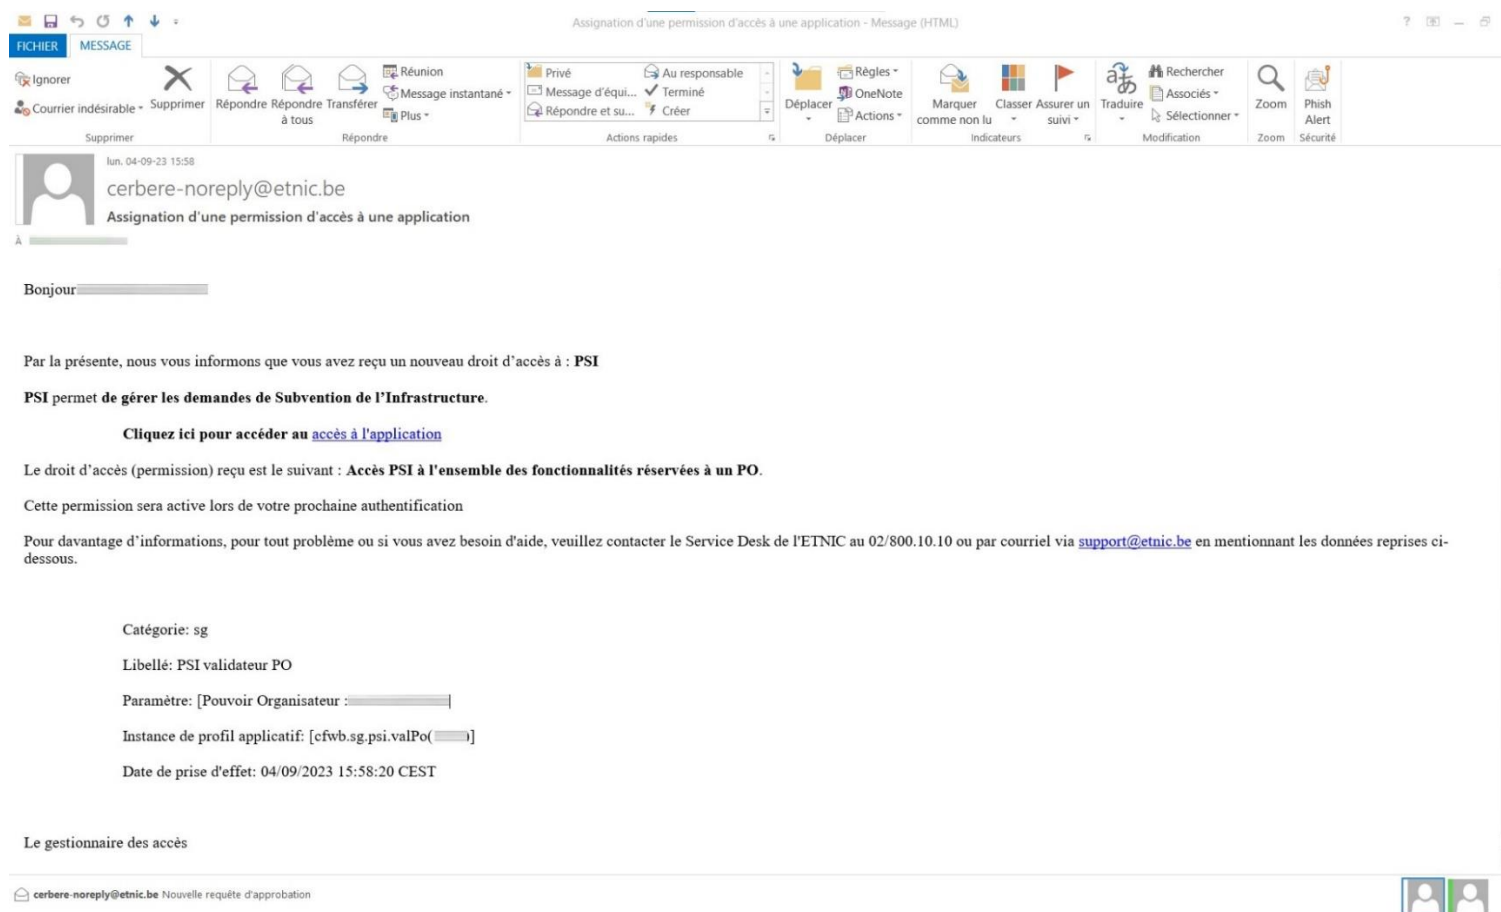 Assignation d'une permission d'accès à une application - Message (HTML)
FICHIER MESSAGE
Ignorer
Courrier indésirable
Supprimer
Supprimer
Répondre
Répondre à tous
Transférer
Réunion
Message instantané
Plus
Répondre
Privé
Message d'équi...
Répondre et su...
Au responsable
Terminé
Créer
Actions rapides
Déplacer
Règles
OneNote
Actions
Déplacer
Marquer comme non lu
Classer
Assurer un suivi
Indicateurs
Traduire
Rechercher
Associés
Sélectionner
Modification
Zoom
Zoom
Phish Alert
Sécurité
lun. 04-09-23 15:58
cerbere-noreply@etnic.be
Assignation d'une permission d'accès à une application
À
Bonjour
Par la présente, nous vous informons que vous avez reçu un nouveau droit d'accès à : PSI
PSI permet de gérer les demandes de Subvention de l'Infrastructure.
Cliquez ici pour accéder au accès à l'application
Le droit d'accès (permission) reçu est le suivant : Accès PSI à l'ensemble des fonctionnalités réservées à un PO.
Cette permission sera active lors de votre prochaine authentification
Pour davantage d'informations, pour tout problème ou si vous avez besoin d'aide, veuillez contacter le Service Desk de l'ETNIC au 02/800.10.10 ou par courriel via support@etnic.be en mentionnant les données reprises ci-
dessous.
Catégorie: sg
Libellé: PSI validateur PO
Paramètre: [Pouvoir Organisateur :
Instance de profil applicatif: [cfwb.sg.psi.valPo( )]
Date de prise d'effet: 04/09/2023 15:58:20 CEST
Le gestionnaire des accès
cerbere-noreply@etnic.be Nouvelle requête d'approbation